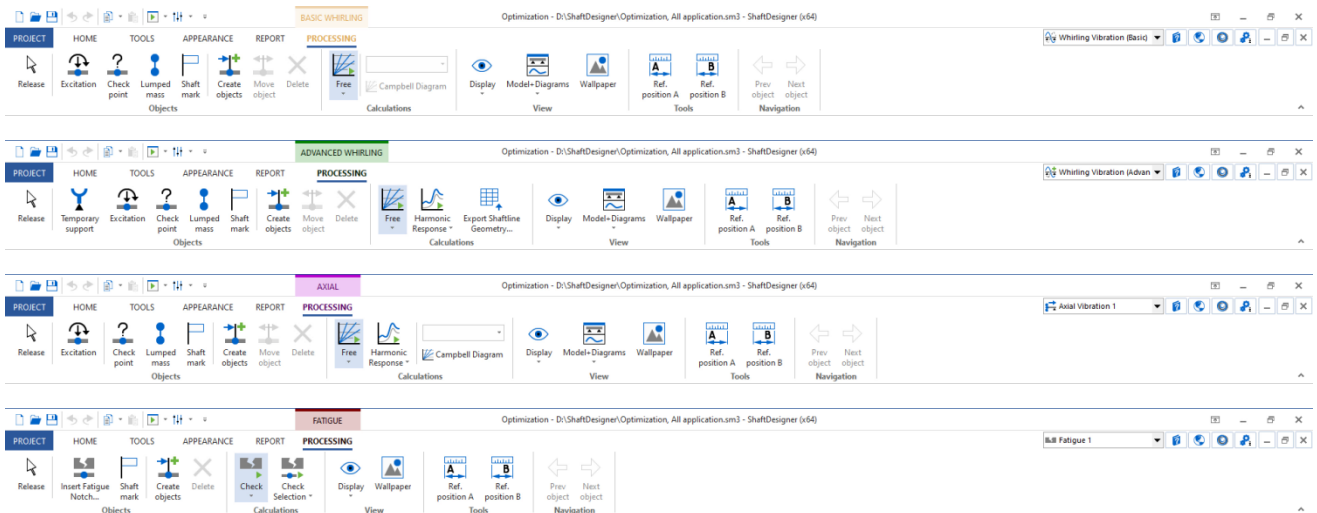 BASIC WHIRLING
Optimization - D:\ShaftDesigner\Optimization, All application.sm3 - ShaftDesigner (x64)
PROJECT HOME TOOLS APPEARANCE REPORT PROCESSING Whirling Vibration (Basic)
Release Excitation Check Lumped Shaft Create Move Delete Free Campbell Diagram Display Model+Diagrams Wallpaper Ref. Ref. Prev Next
point mass mark objects object position A position B object object
Objects Calculations View Tools Navigation
ADVANCED WHIRLING
Optimization - D:\ShaftDesigner\Optimization, All application.sm3 - ShaftDesigner (x64)
PROJECT HOME TOOLS APPEARANCE REPORT PROCESSING Whirling Vibration (Advan
Release Temporary Excitation Check Lumped Shaft Create Move Delete Free Harmonic Export Shaftline Display Model+Diagrams Wallpaper Ref. Ref. Prev Next
support point mass mark objects object Response Geometry... position A position B object object
Objects Calculations View Tools Navigation
AXIAL
Optimization - D:\ShaftDesigner\Optimization, All application.sm3 - ShaftDesigner (x64)
PROJECT HOME TOOLS APPEARANCE REPORT PROCESSING Axial Vibration 1
Release Excitation Check Lumped Shaft Create Move Delete Free Harmonic Campbell Diagram Display Model+Diagrams Wallpaper Ref. Ref. Prev Next
point mass mark objects object Response position A position B object object
Objects Calculations View Tools Navigation
FATIGUE
Optimization - D:\ShaftDesigner\Optimization, All application.sm3 - ShaftDesigner (x64)
PROJECT HOME TOOLS APPEARANCE REPORT PROCESSING Fatigue 1
Release Insert Fatigue Shaft Create Delete Check Check Display Wallpaper Ref. Ref. Prev Next
Notch... mark objects Selection position A position B object object
Objects Calculations View Tools Navigation